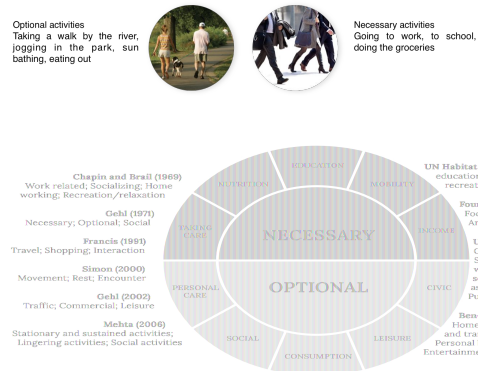 Optional activities
Taking a walk by the river,
jogging in the park, sun
bathing, eating out
Necessary activities
Going to work, to school,
doing the groceries
Chapin and Brail (1969)
Work related; Socializing; Home
working; Recreation/relaxation
Gehl (1971)
Necessary; Optional; Social
Francis (1991)
Travel; Shopping; Interaction
Simon (2000)
Movement; Rest; Encounter
Gehl (2002)
Traffic; Commercial; Leisure
Mehta (2006)
Stationary and sustained activities;
Lingering activities; Social activities
EDUCATION
NUTRITION
MOBILITY
TAKING
CARE
INCOME
NECESSARY
OPTIONAL
PERSONAL
CARE
CIVIC
SOCIAL
LEISURE
CONSUMPTION
UN Habitat
education
recreat
Foo
and tra
Personal
Entertainme